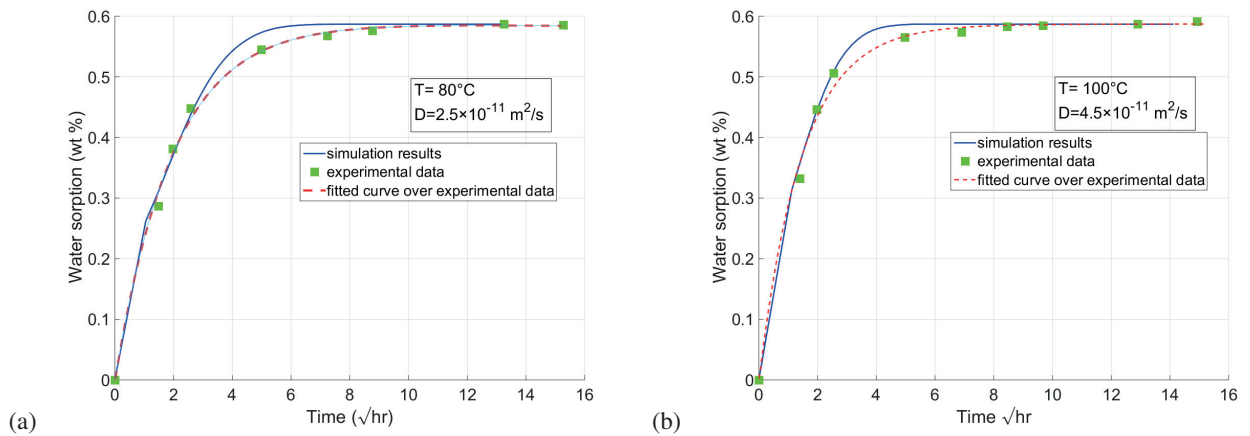 0.6
0.5
0.4
0.3
0.2
0.1
0
0 2 4 6 8 10 12 14 16
Water sorption (wt %)
Time (√hr)
T= 80°C
D=2.5×10⁻¹¹ m²/s
simulation results
experimental data
fitted curve over experimental data
(a)
0.6
0.5
0.4
0.3
0.2
0.1
0
0 2 4 6 8 10 12 14 16
Water sorption (wt %)
Time √hr
T= 100°C
D=4.5×10⁻¹¹ m²/s
simulation results
experimental data
fitted curve over experimental data
(b)